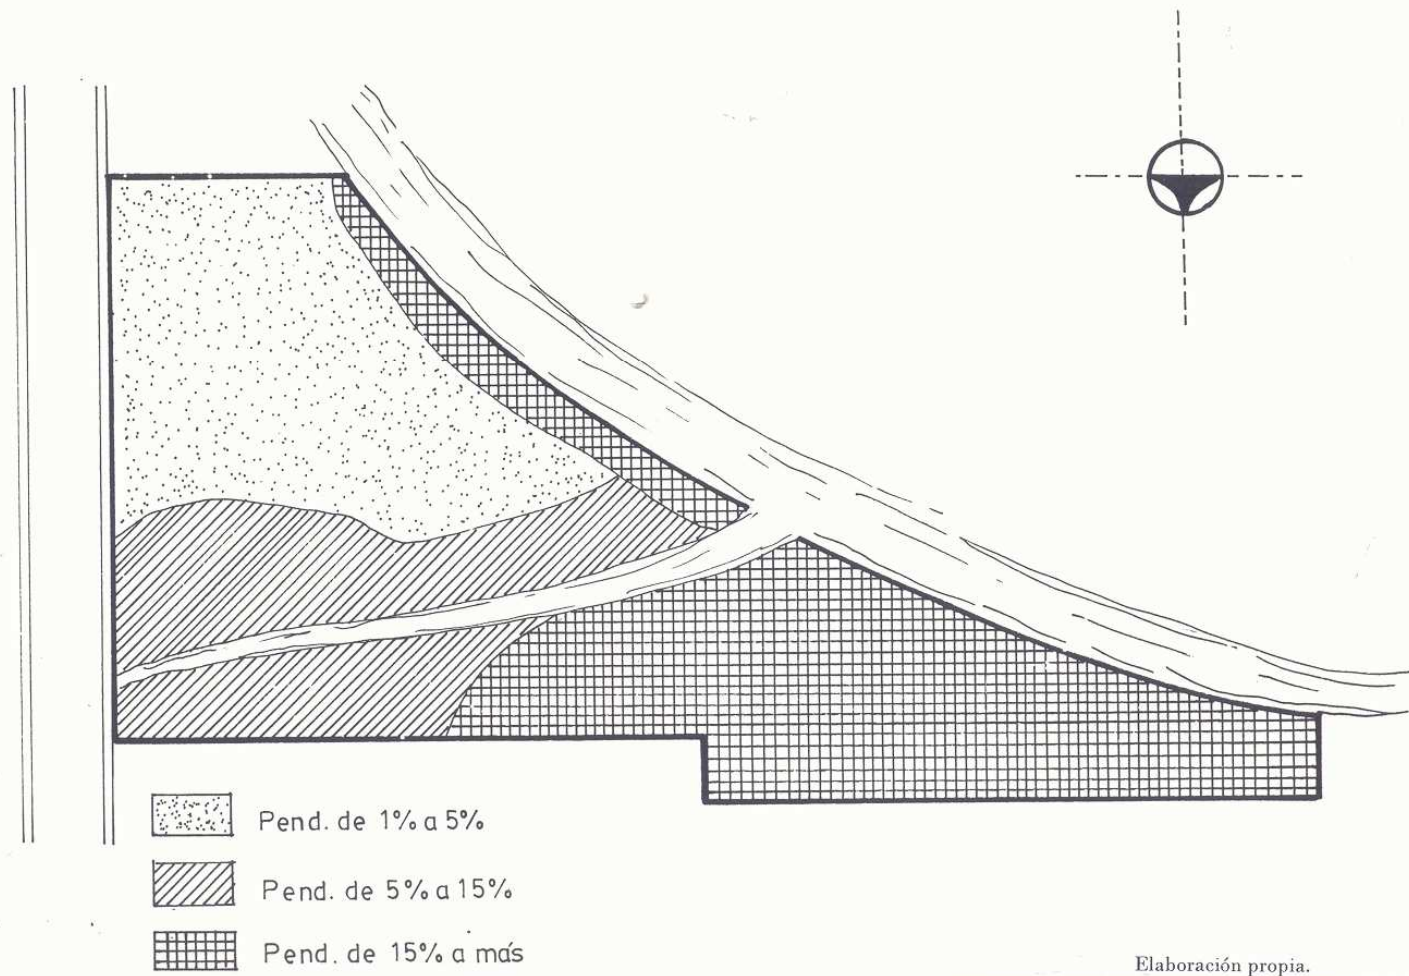 Pend. de 1% a 5%
Pend. de 5% a 15%
Pend. de 15% a más
Elaboración propia.